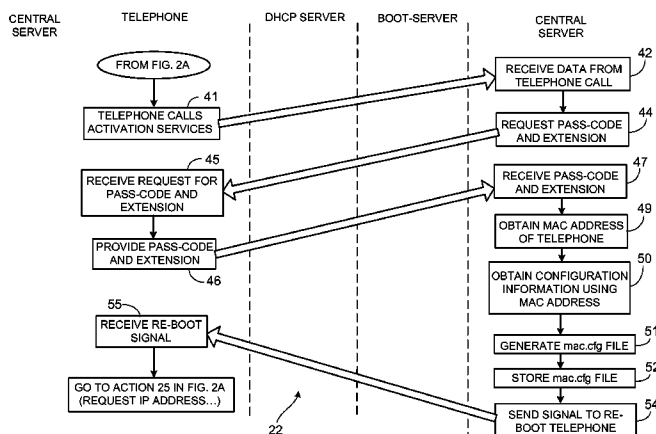 CENTRAL
SERVER
TELEPHONE
DHCP SERVER
BOOT-SERVER
CENTRAL
SERVER
FROM FIG. 2A
41
TELEPHONE CALLS
ACTIVATION SERVICES
42
RECEIVE DATA FROM
TELEPHONE CALL
44
REQUEST PASS-CODE
AND EXTENSION
45
RECEIVE REQUEST FOR
PASS-CODE AND
EXTENSION
PROVIDE PASS-CODE
AND EXTENSION
46
47
RECEIVE PASS-CODE
AND EXTENSION
49
OBTAIN MAC ADDRESS
OF TELEPHONE
50
OBTAIN CONFIGURATION
INFORMATION USING
MAC ADDRESS
51
GENERATE mac.cfg FILE
52
STORE mac.cfg FILE
54
SEND SIGNAL TO RE-
BOOT TELEPHONE
55
RECEIVE RE-BOOT
SIGNAL
GO TO ACTION 25 IN FIG. 2A
(REQUEST IP ADDRESS...)
22